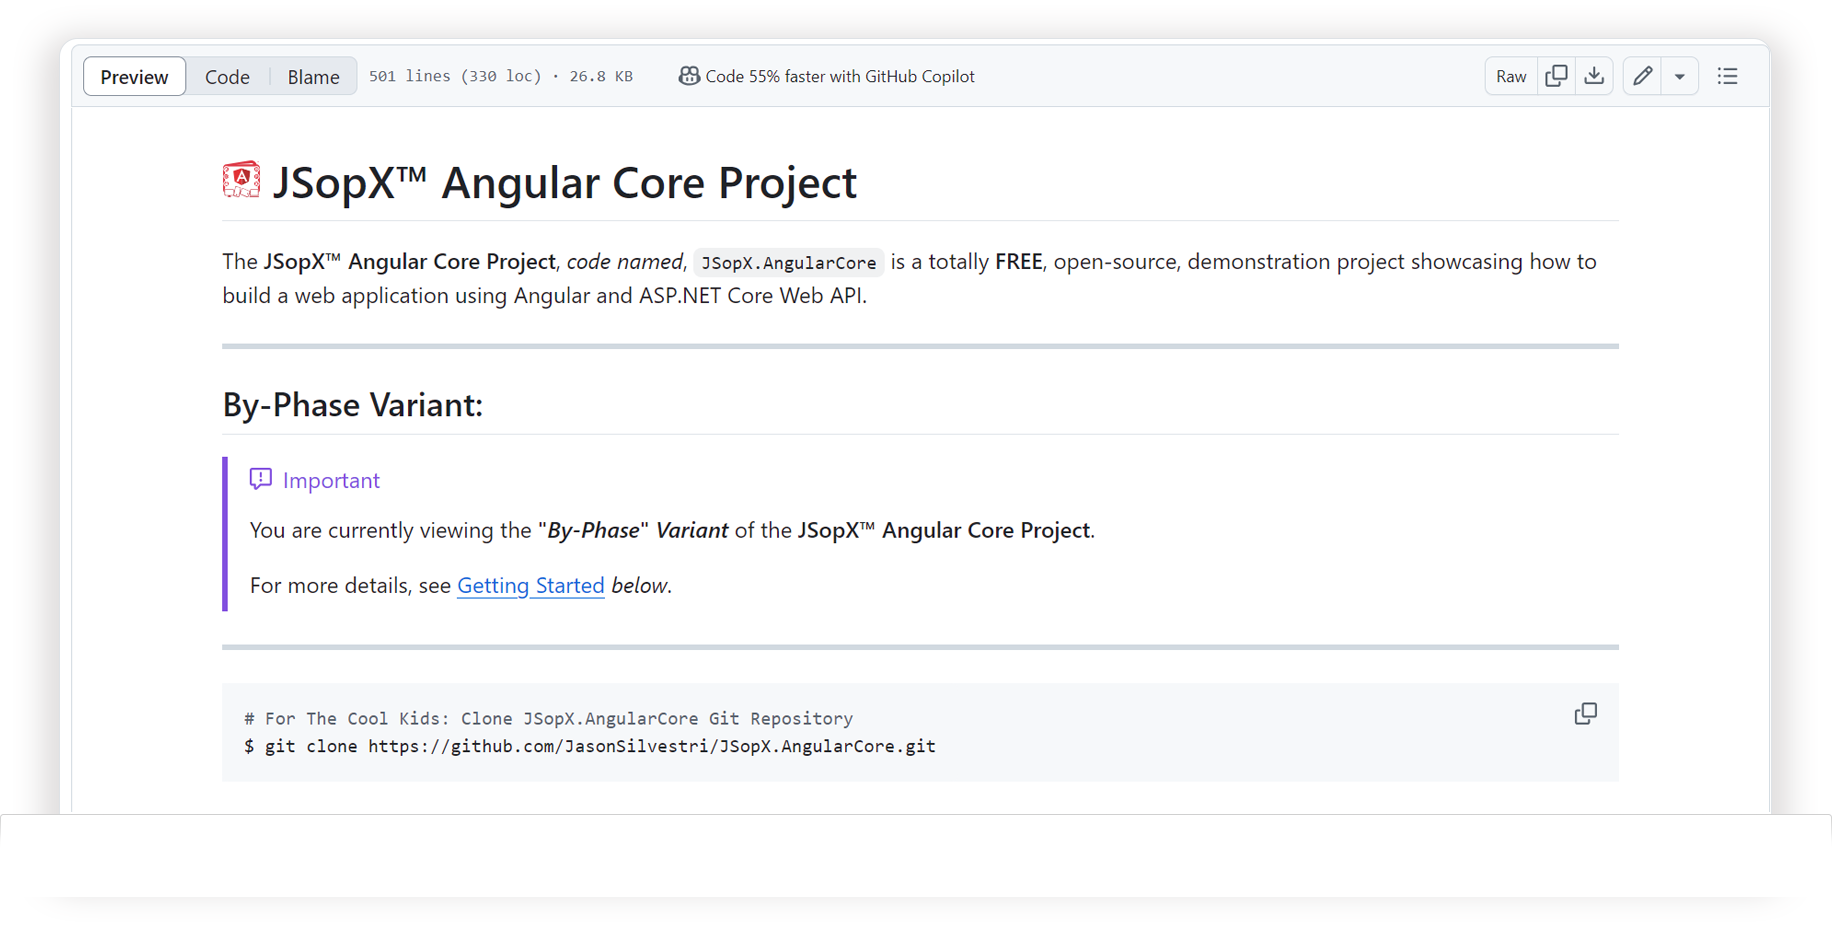 Preview Code Blame 501 lines (330 loc) · 26.8 KB Code 55% faster with GitHub Copilot Raw
JSopX™ Angular Core Project
The JSopX™ Angular Core Project, code named, JSopX.AngularCore is a totally FREE, open-source, demonstration project showcasing how to
build a web application using Angular and ASP.NET Core Web API.
By-Phase Variant:
Important
You are currently viewing the "By-Phase" Variant of the JSopX™ Angular Core Project.
For more details, see Getting Started below.
# For The Cool Kids: Clone JSopX.AngularCore Git Repository
$ git clone https://github.com/JasonSilvestri/JSopX.AngularCore.git